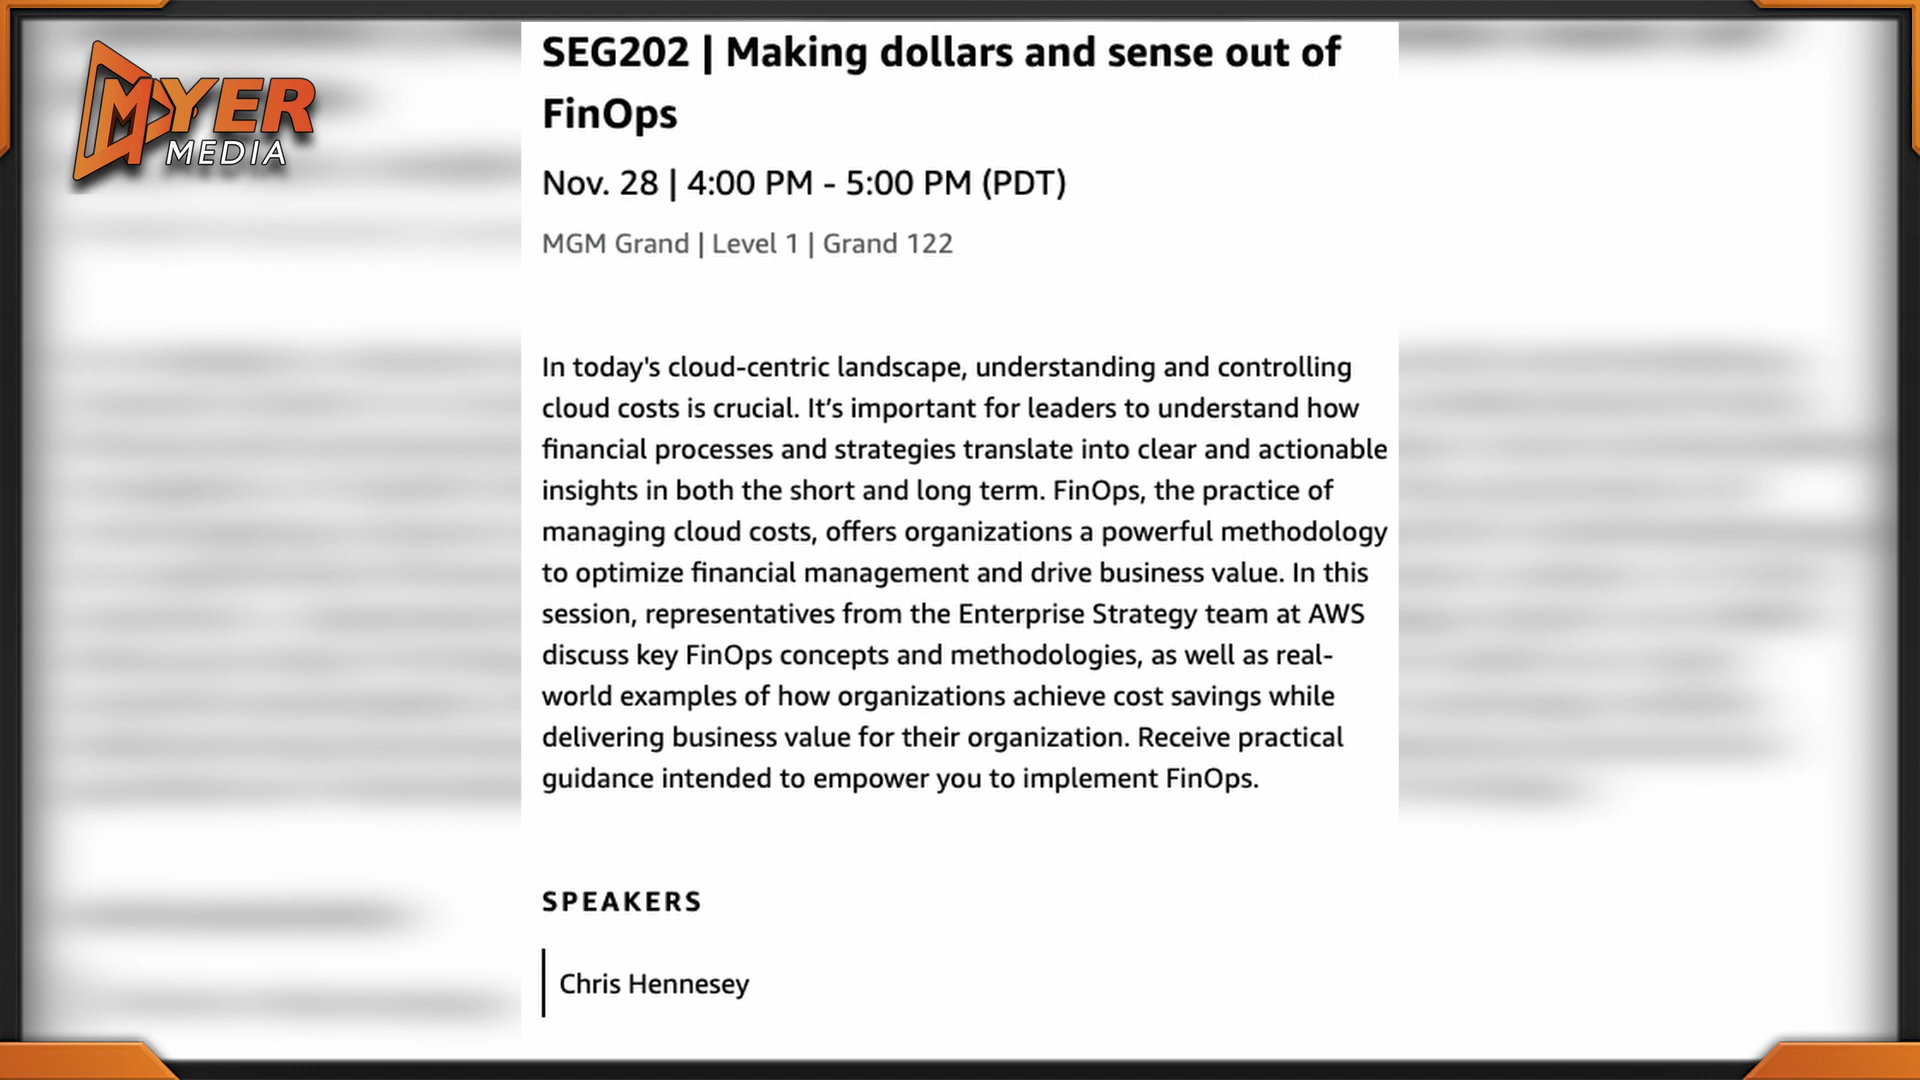 MYER
MEDIA
SEG202 | Making dollars and sense out of
FinOps
Nov. 28 | 4:00 PM - 5:00 PM (PDT)
MGM Grand | Level 1 | Grand 122
In today's cloud-centric landscape, understanding and controlling
cloud costs is crucial. It’s important for leaders to understand how
financial processes and strategies translate into clear and actionable
insights in both the short and long term. FinOps, the practice of
managing cloud costs, offers organizations a powerful methodology
to optimize financial management and drive business value. In this
session, representatives from the Enterprise Strategy team at AWS
discuss key FinOps concepts and methodologies, as well as real-
world examples of how organizations achieve cost savings while
delivering business value for their organization. Receive practical
guidance intended to empower you to implement FinOps.
SPEAKERS
Chris Hennesey